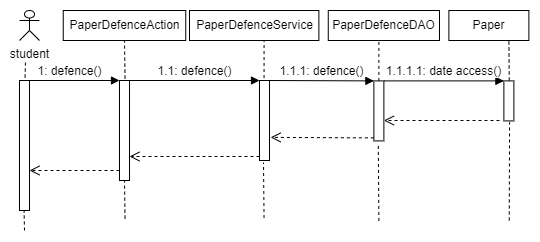 PaperDefenceAction
PaperDefenceService
PaperDefenceDAO
Paper
student
1: defence()
1.1: defence()
1.1.1: defence()
1.1.1.1: date access()